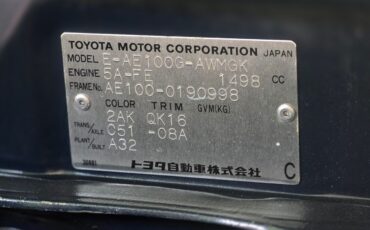 TOYOTA MOTOR CORPORATION JAPAN
MODEL E-AE100G-AWMGK
ENGINE 5A-FE 1498 CC
FRAME No. AE100-0190998
COLOR TRIM GVM(KG)
2AK QK16
TRANS/AXLE C51 -08A
PLANT/BUILT A32
トヨタ自動車株式会社 C